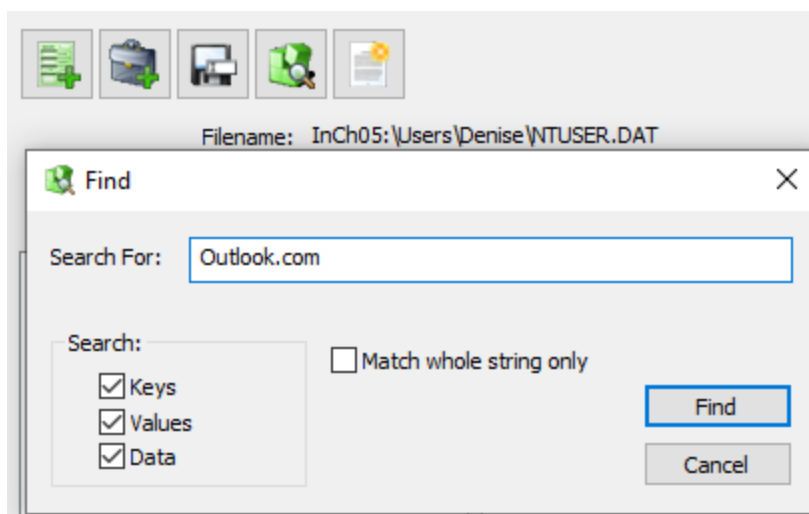 Filename: InCh05:\Users\Denise\NTUSER.DAT
Find
Search For: Outlook.com
Search:
Match whole string only
Keys
Values
Data
Find
Cancel